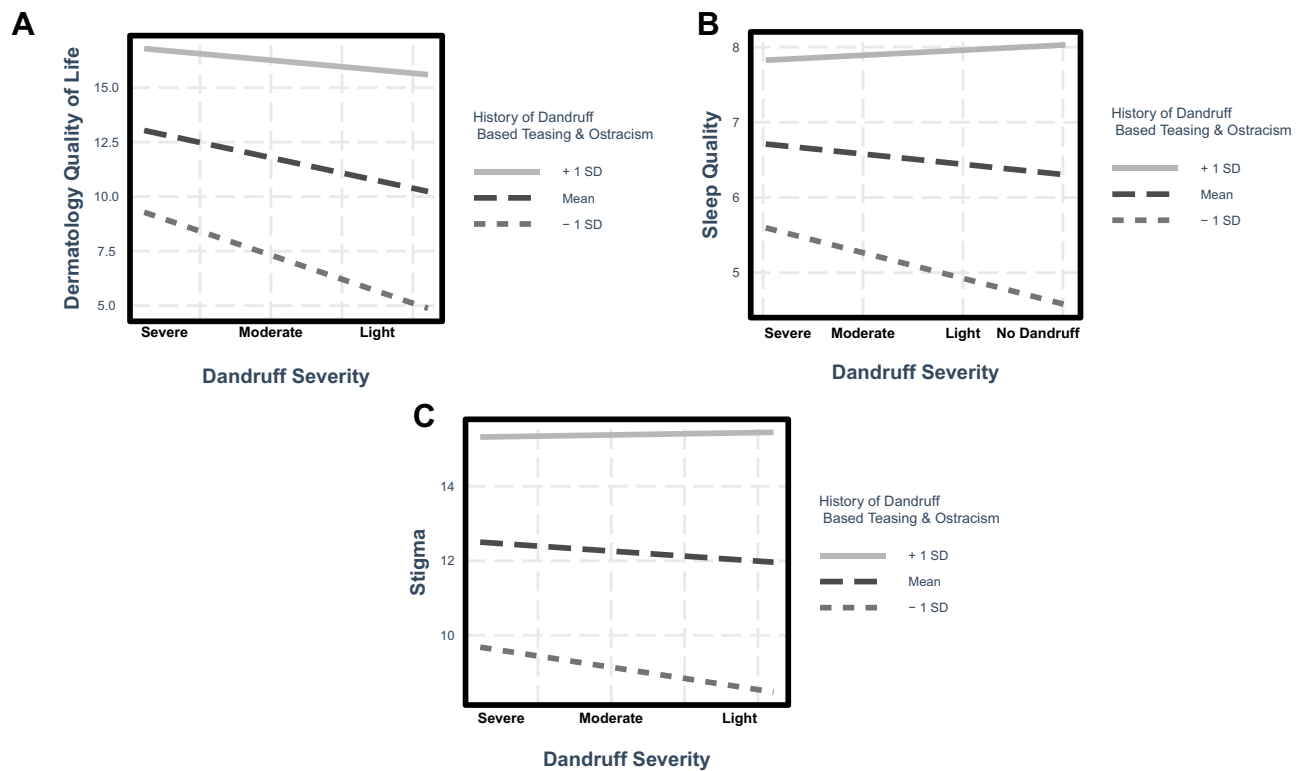 A
Dermatology Quality of Life
15.0
12.5
10.0
7.5
5.0
Severe
Moderate
Light
Dandruff Severity
History of Dandruff
Based Teasing & Ostracism
+ 1 SD
Mean
− 1 SD
B
Sleep Quality
8
7
6
5
Severe
Moderate
Light
No Dandruff
Dandruff Severity
History of Dandruff
Based Teasing & Ostracism
+ 1 SD
Mean
− 1 SD
C
Stigma
14
12
10
Severe
Moderate
Light
Dandruff Severity
History of Dandruff
Based Teasing & Ostracism
+ 1 SD
Mean
− 1 SD